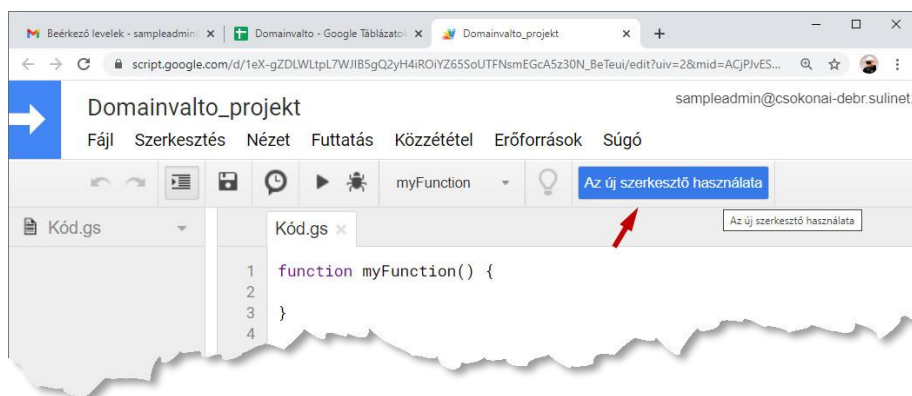 Beérkező levelek - sampleadmin
Domainvalto - Google Táblázato
Domainvalto_projekt
script.google.com/d/1eX-gZDLWLtpL7WJIB5gQ2yH4iROiYZ65SoUTFNsmEGcA5z30N_BeTeui/edit?uiv=2&mid=ACjPJvES...
Domainvalto_projekt
sampleadmin@csokonai-debr.sulinet
Fájl Szerkesztés Nézet Futtatás Közzététel Erőforrások Súgó
myFunction
Az új szerkesztő használata
Kód.gs
Kód.gs
Az új szerkesztő használata
1 function myFunction() {
2
3 }
4